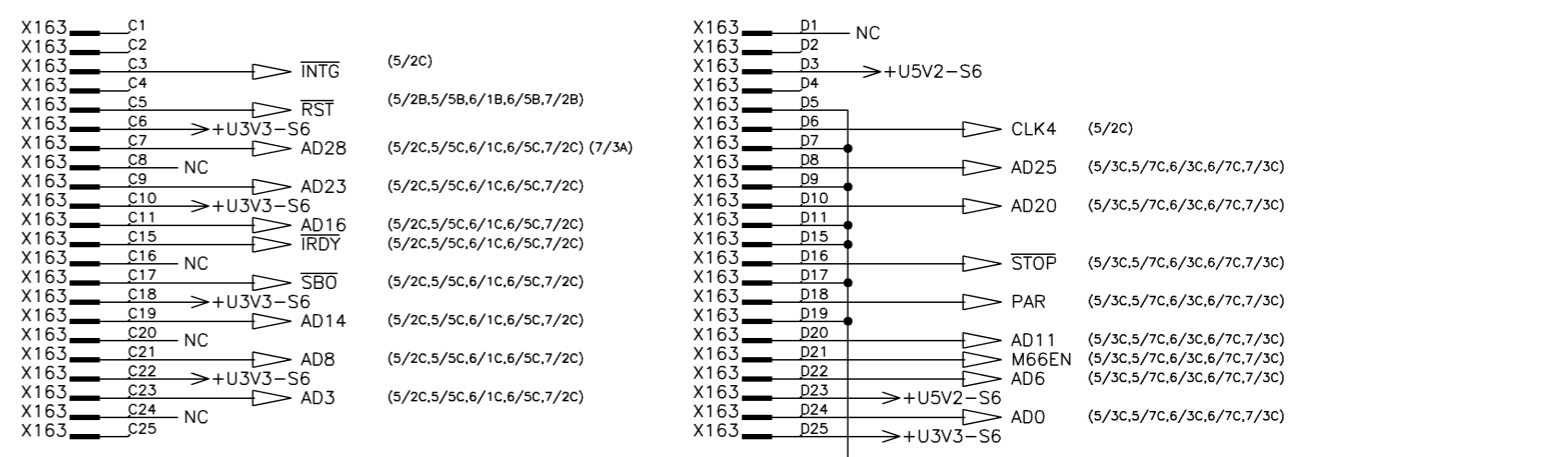 X163 C1
X163 C2
X163 C3 INTG (5/2C)
X163 C4
X163 C5 RST (5/2B,5/5B,6/1B,6/5B,7/2B)
X163 C6 +U3V3-S6
X163 C7 AD28 (5/2C,5/5C,6/1C,6/5C,7/2C) (7/3A)
X163 C8 NC
X163 C9 AD23 (5/2C,5/5C,6/1C,6/5C,7/2C)
X163 C10 +U3V3-S6
X163 C11 AD16 (5/2C,5/5C,6/1C,6/5C,7/2C)
X163 C15 IRDY (5/2C,5/5C,6/1C,6/5C,7/2C)
X163 C16 NC
X163 C17 SBO (5/2C,5/5C,6/1C,6/5C,7/2C)
X163 C18 +U3V3-S6
X163 C19 AD14 (5/2C,5/5C,6/1C,6/5C,7/2C)
X163 C20 NC
X163 C21 AD8 (5/2C,5/5C,6/1C,6/5C,7/2C)
X163 C22 +U3V3-S6
X163 C23 AD3 (5/2C,5/5C,6/1C,6/5C,7/2C)
X163 C24 NC
X163 C25
X163 D1 NC
X163 D2
X163 D3 +U5V2-S6
X163 D4
X163 D5
X163 D6 CLK4 (5/2C)
X163 D7
X163 D8 AD25 (5/3C,5/7C,6/3C,6/7C,7/3C)
X163 D9
X163 D10 AD20 (5/3C,5/7C,6/3C,6/7C,7/3C)
X163 D11
X163 D15
X163 D16 STOP (5/3C,5/7C,6/3C,6/7C,7/3C)
X163 D17
X163 D18 PAR (5/3C,5/7C,6/3C,6/7C,7/3C)
X163 D19
X163 D20 AD11 (5/3C,5/7C,6/3C,6/7C,7/3C)
X163 D21 M66EN (5/3C,5/7C,6/3C,6/7C,7/3C)
X163 D22 AD6 (5/3C,5/7C,6/3C,6/7C,7/3C)
X163 D23 +U5V2-S6
X163 D24 AD0 (5/3C,5/7C,6/3C,6/7C,7/3C)
X163 D25 +U3V3-S6